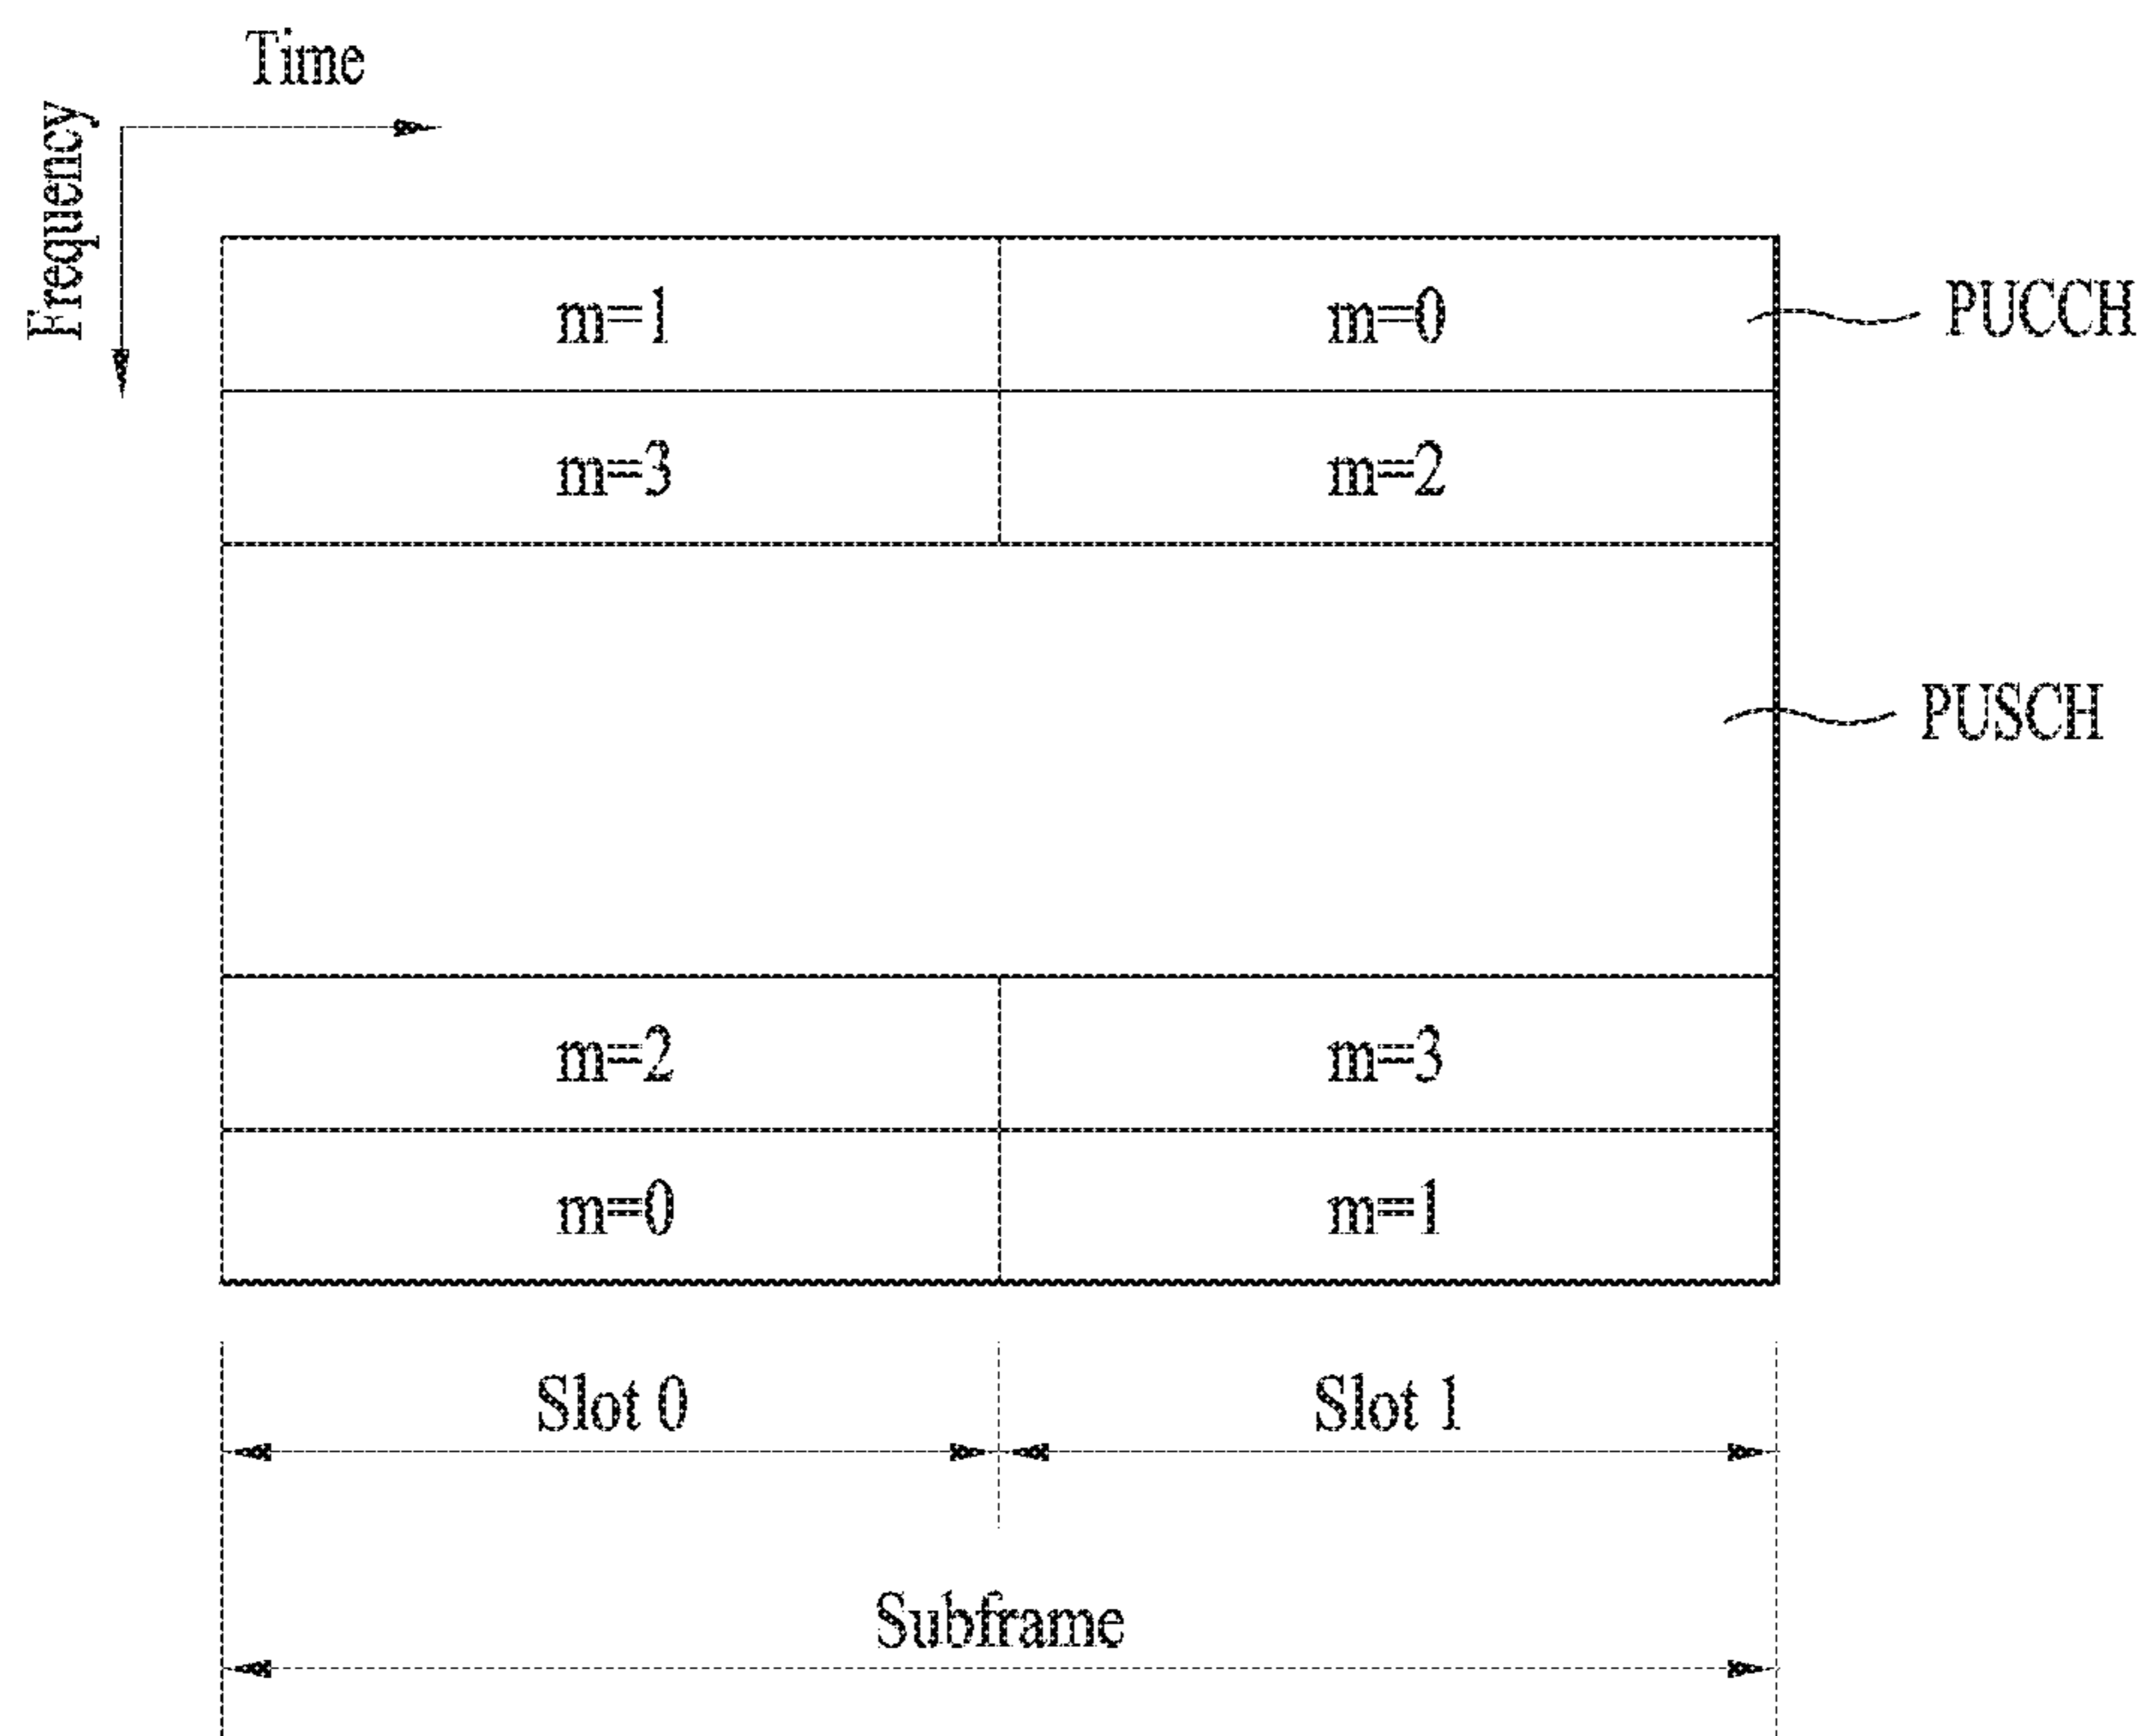 Time
Frequency
m=1 m=0 PUCCH
m=3 m=2
PUSCH
m=2 m=3
m=0 m=1
Slot 0 Slot 1
Subframe